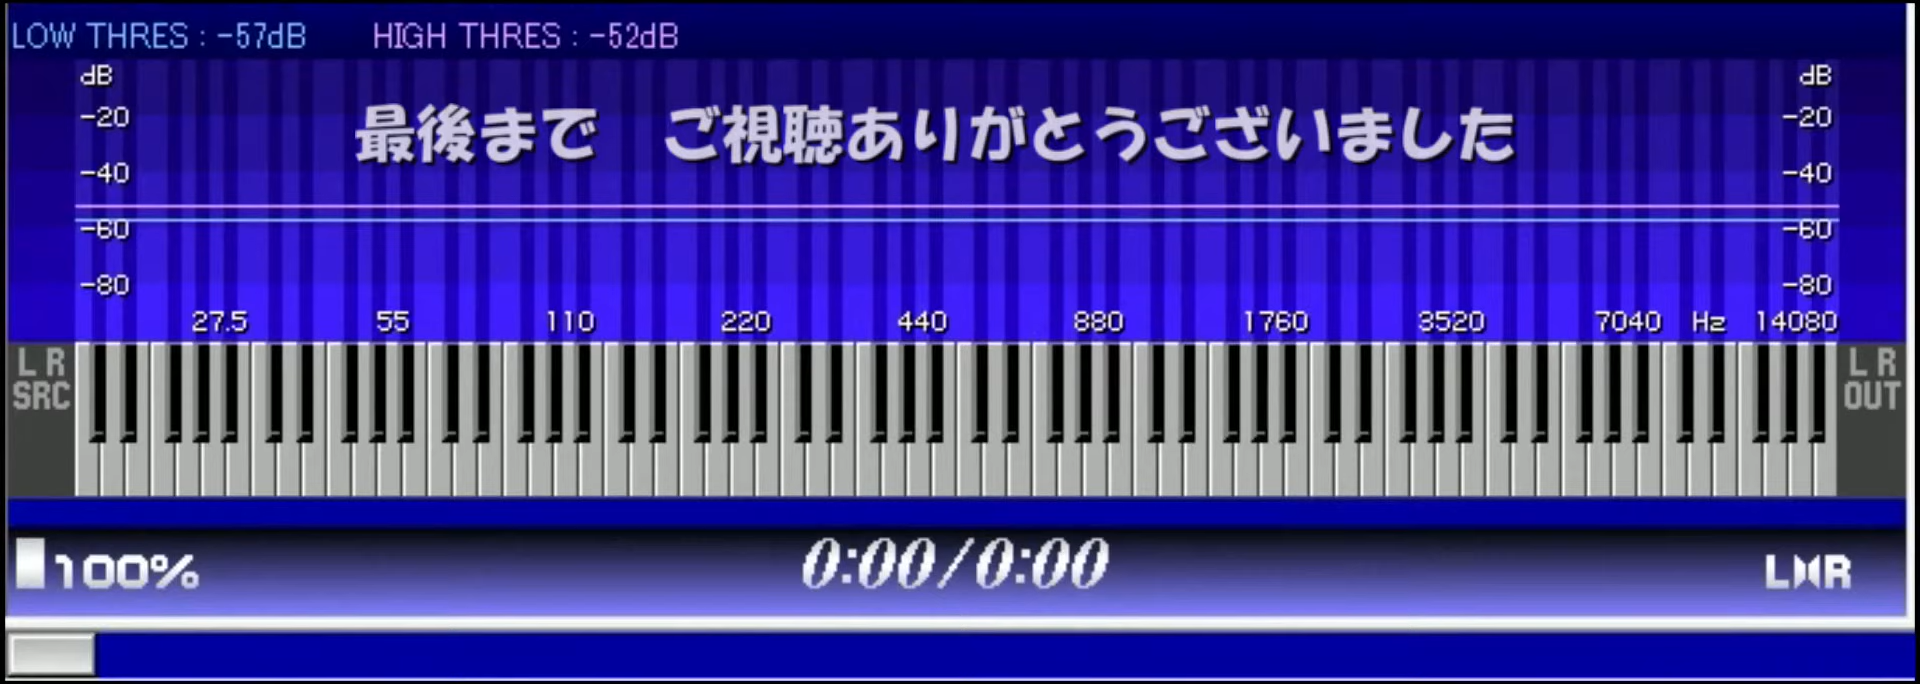 LOW THRES : -57dB HIGH THRES : -52dB
dB dB
最後まで　ご視聴ありがとうございました
-20 -20
-40 -40
-60 -60
-80 -80
27.5 55 110 220 440 880 1760 3520 7040 Hz 14080
L R L R
SRC OUT
100% 0:00/0:00 L R